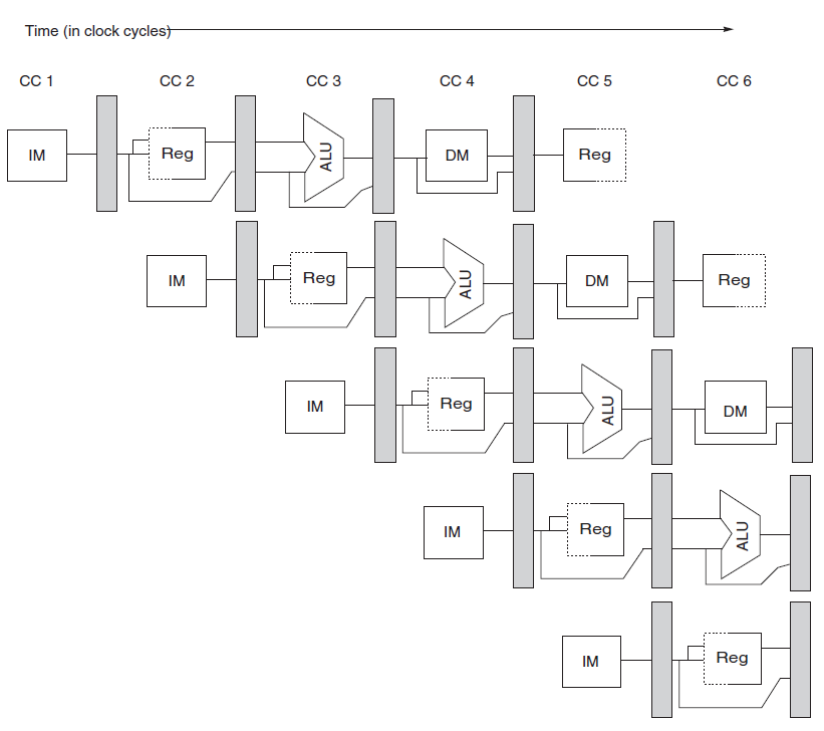 Time (in clock cycles)
CC 1 CC 2 CC 3 CC 4 CC 5 CC 6
IM Reg ALU DM Reg
IM Reg ALU DM Reg
IM Reg ALU DM
IM Reg ALU
IM Reg